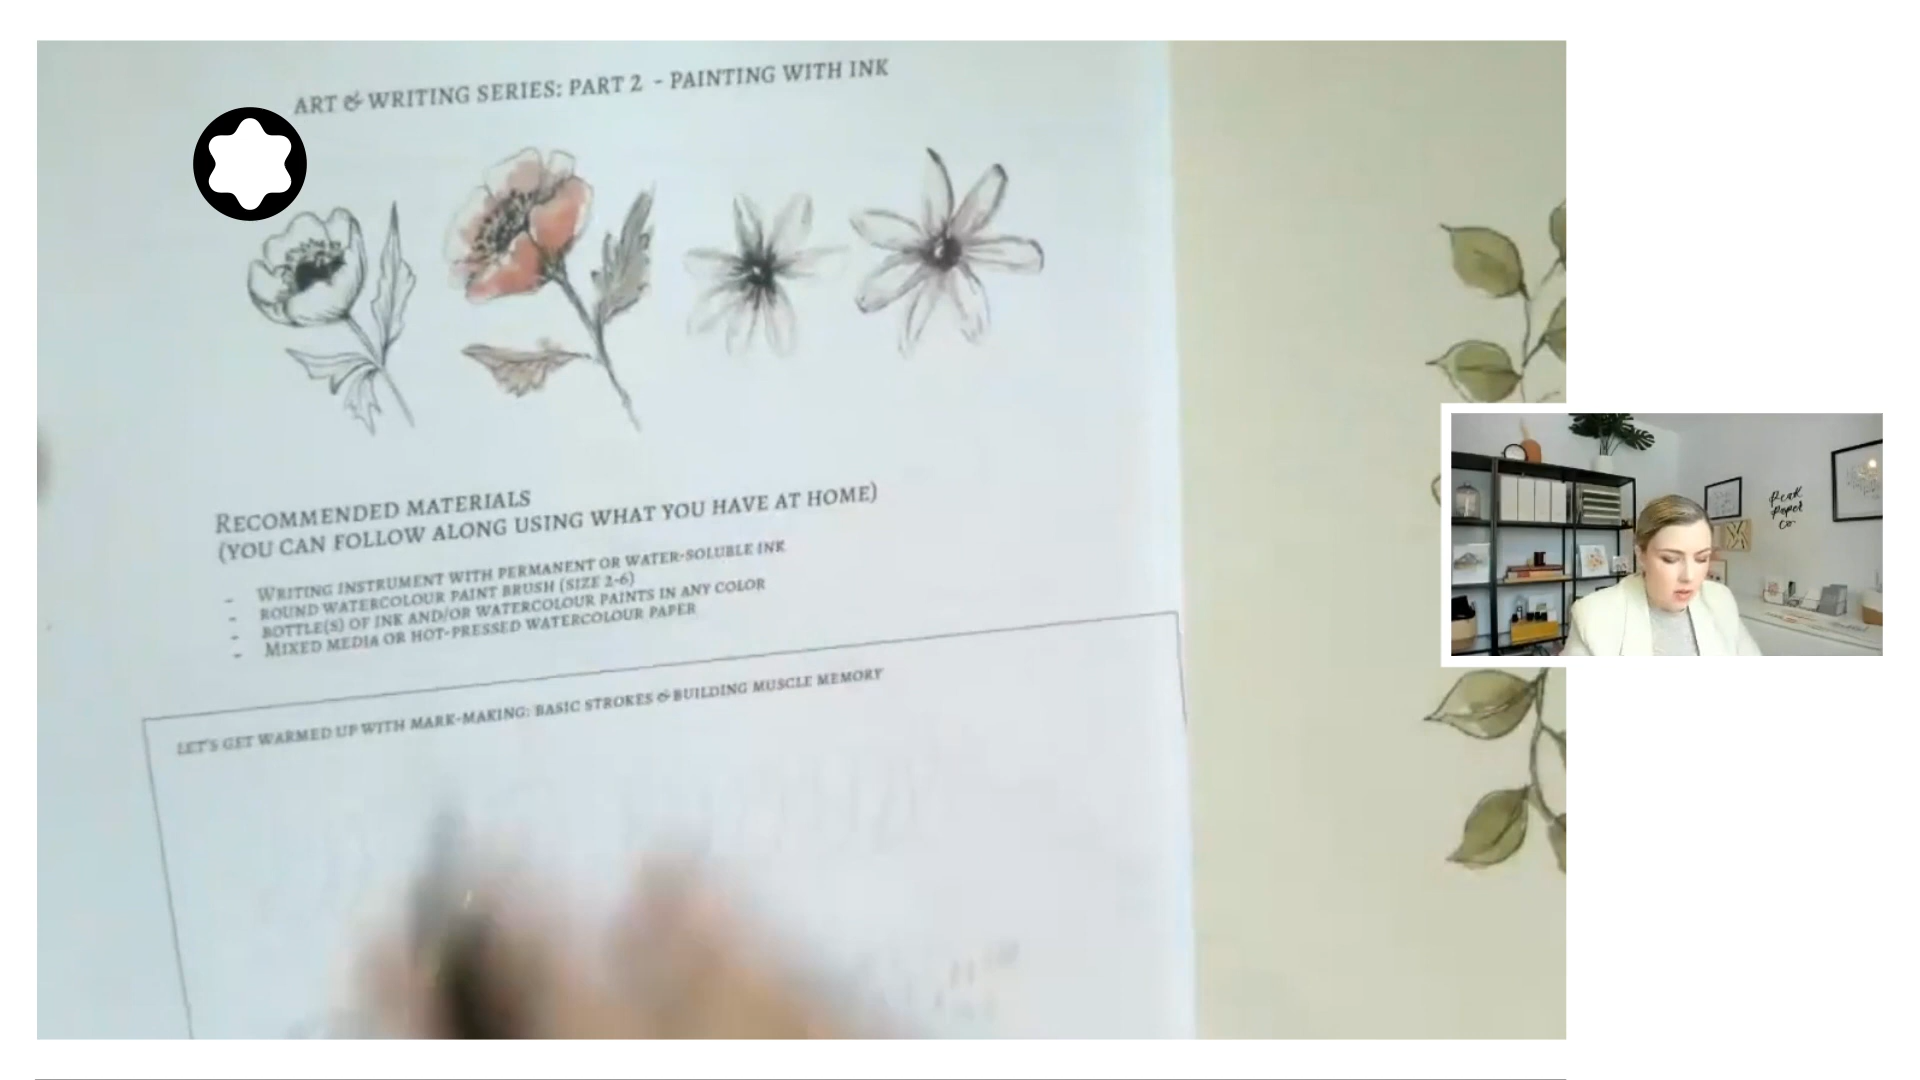 ART & WRITING SERIES: PART 2 - PAINTING WITH INK
RECOMMENDED MATERIALS
(YOU CAN FOLLOW ALONG USING WHAT YOU HAVE AT HOME)
- WRITING INSTRUMENT WITH PERMANENT OR WATER-SOLUBLE INK
- ROUND WATERCOLOUR PAINT BRUSH (SIZE 2-6)
- BOTTLE(S) OF INK AND/OR WATERCOLOUR PAINTS IN ANY COLOR
- MIXED MEDIA OR HOT-PRESSED WATERCOLOUR PAPER
LET'S GET WARMED UP WITH MARK-MAKING: BASIC STROKES & BUILDING MUSCLE MEMORY
Peak
Paper
Co